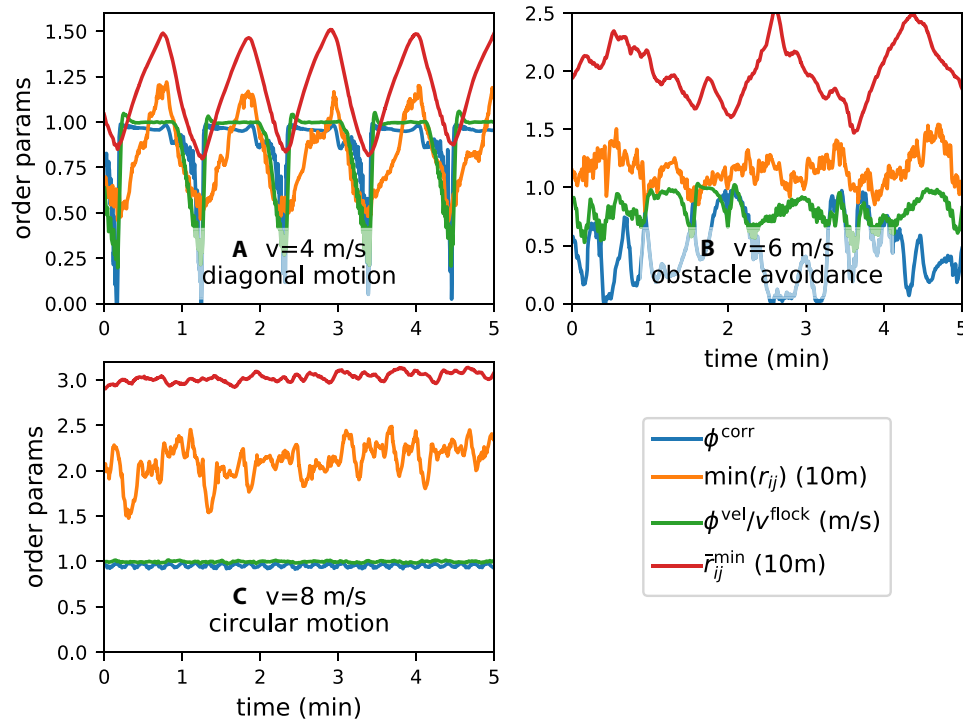 order params
1.50
1.25
1.00
0.75
0.50
0.25
0.00
A v=4 m/s
diagonal motion
0 1 2 3 4 5
2.5
2.0
1.5
1.0
0.5
0.0
B v=6 m/s
obstacle avoidance
0 1 2 3 4 5
time (min)
order params
3.0
2.5
2.0
1.5
1.0
0.5
0.0
C v=8 m/s
circular motion
0 1 2 3 4 5
time (min)
ϕ^corr
min(r_ij) (10m)
ϕ^vel/v^flock (m/s)
r̄_ij^min (10m)